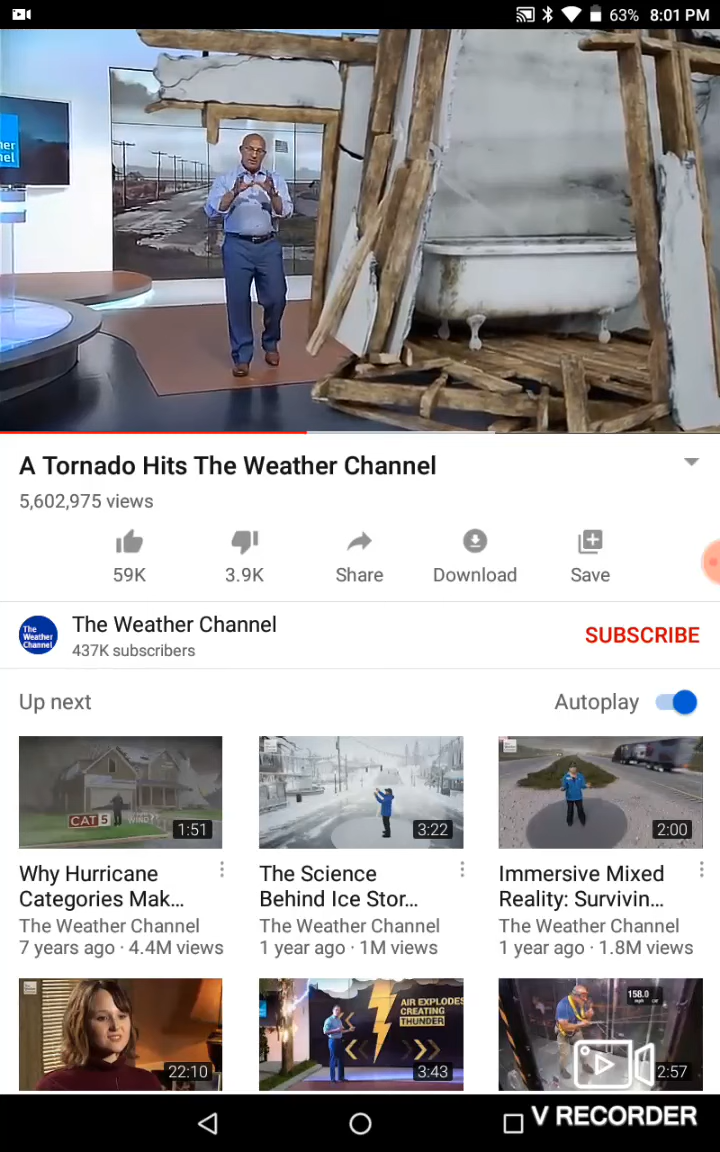 63% 8:01 PM
her
nel
A Tornado Hits The Weather Channel
5,602,975 views
59K 3.9K Share Download Save
The Weather Channel
The Weather Channel
437K subscribers
SUBSCRIBE
Up next
Autoplay
CAT 5
WIND
1:51
3:22
2:00
Why Hurricane
Categories Mak...
The Weather Channel
7 years ago · 4.4M views
The Science
Behind Ice Stor...
The Weather Channel
1 year ago · 1M views
Immersive Mixed
Reality: Survivin...
The Weather Channel
1 year ago · 1.8M views
22:10
AIR EXPLODES
CREATING
THUNDER
3:43
158.0
2:57
V RECORDER